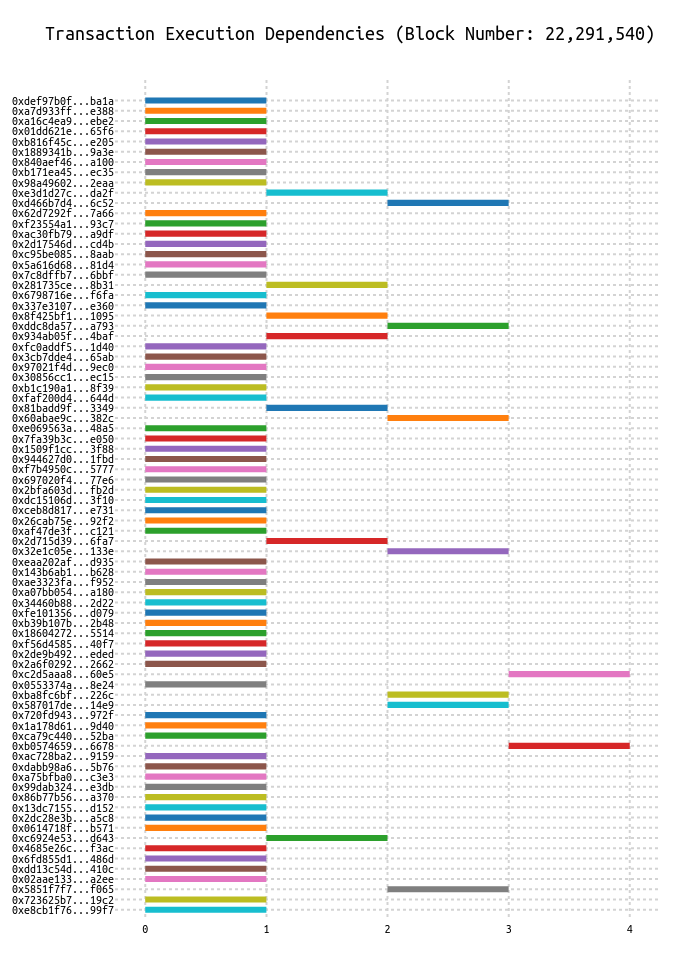 Transaction Execution Dependencies (Block Number: 22,291,540)
0xdef97b0f...ba1a
0xa7d933ff...e388
0xa16c4ea9...ebe2
0x01dd621e...65f6
0xb816f45c...e205
0x1889341b...9a3e
0x840aef46...a100
0xb171ea45...ec35
0x98a49602...2eaa
0xe3d1d27c...da2f
0xd466b7d4...6c52
0x62d7292f...7a66
0xf23554a1...93c7
0xac30fb79...a9df
0x2d17546d...cd4b
0xc95be085...8aab
0x5a616d68...81d4
0x7c8dffb7...6bbf
0x281735ce...8b31
0x6798716e...f6fa
0x337e3107...e360
0x8f425bf1...1095
0xddc8da57...a793
0x934ab05f...4baf
0xfc0addf5...1d40
0x3cb7dde4...65ab
0x97021f4d...9ec0
0x30856cc1...ec15
0xb1c190a1...8f39
0xfaf200d4...644d
0x81badd9f...3349
0x60abae9c...382c
0xe069563a...48a5
0x7fa39b3c...e050
0x1509f1cc...3f88
0x944627d0...1fbd
0xf7b4950c...5777
0x697020f4...77e6
0x2bfa603d...fb2d
0xdc15106d...3f10
0xceb8d817...e731
0x26cab75e...92f2
0xaf47de3f...c121
0x2d715d39...6fa7
0x32e1c05e...133e
0xeaa202af...d935
0x143b6ab1...b628
0xae3323fa...f952
0xa07bb054...a180
0x34460b88...2d22
0xfe101356...d079
0xb39b107b...2b48
0x18604272...5514
0xf56d4585...40f7
0x2de9b492...eded
0x2a6f0292...2662
0xc2d5aaa8...60e5
0x0553374a...8e24
0xba8fc6bf...226c
0x587017de...14e9
0x720fd943...972f
0x1a178d61...9d40
0xca79c440...52ba
0xb0574659...6678
0xac728ba2...9159
0xdabb98a6...5b76
0xa75bfba0...c3e3
0x99dab324...e3db
0x86b77b56...a370
0x13dc7155...d152
0x2dc28e3b...a5c8
0x0614718f...b571
0xc6924e53...d643
0x4685e26c...f3ac
0x6fd855d1...486d
0xdd13c54d...410c
0x02aae133...a2ee
0x5851f7f7...f065
0x723625b7...19c2
0xe8cb1f76...99f7
0 1 2 3 4